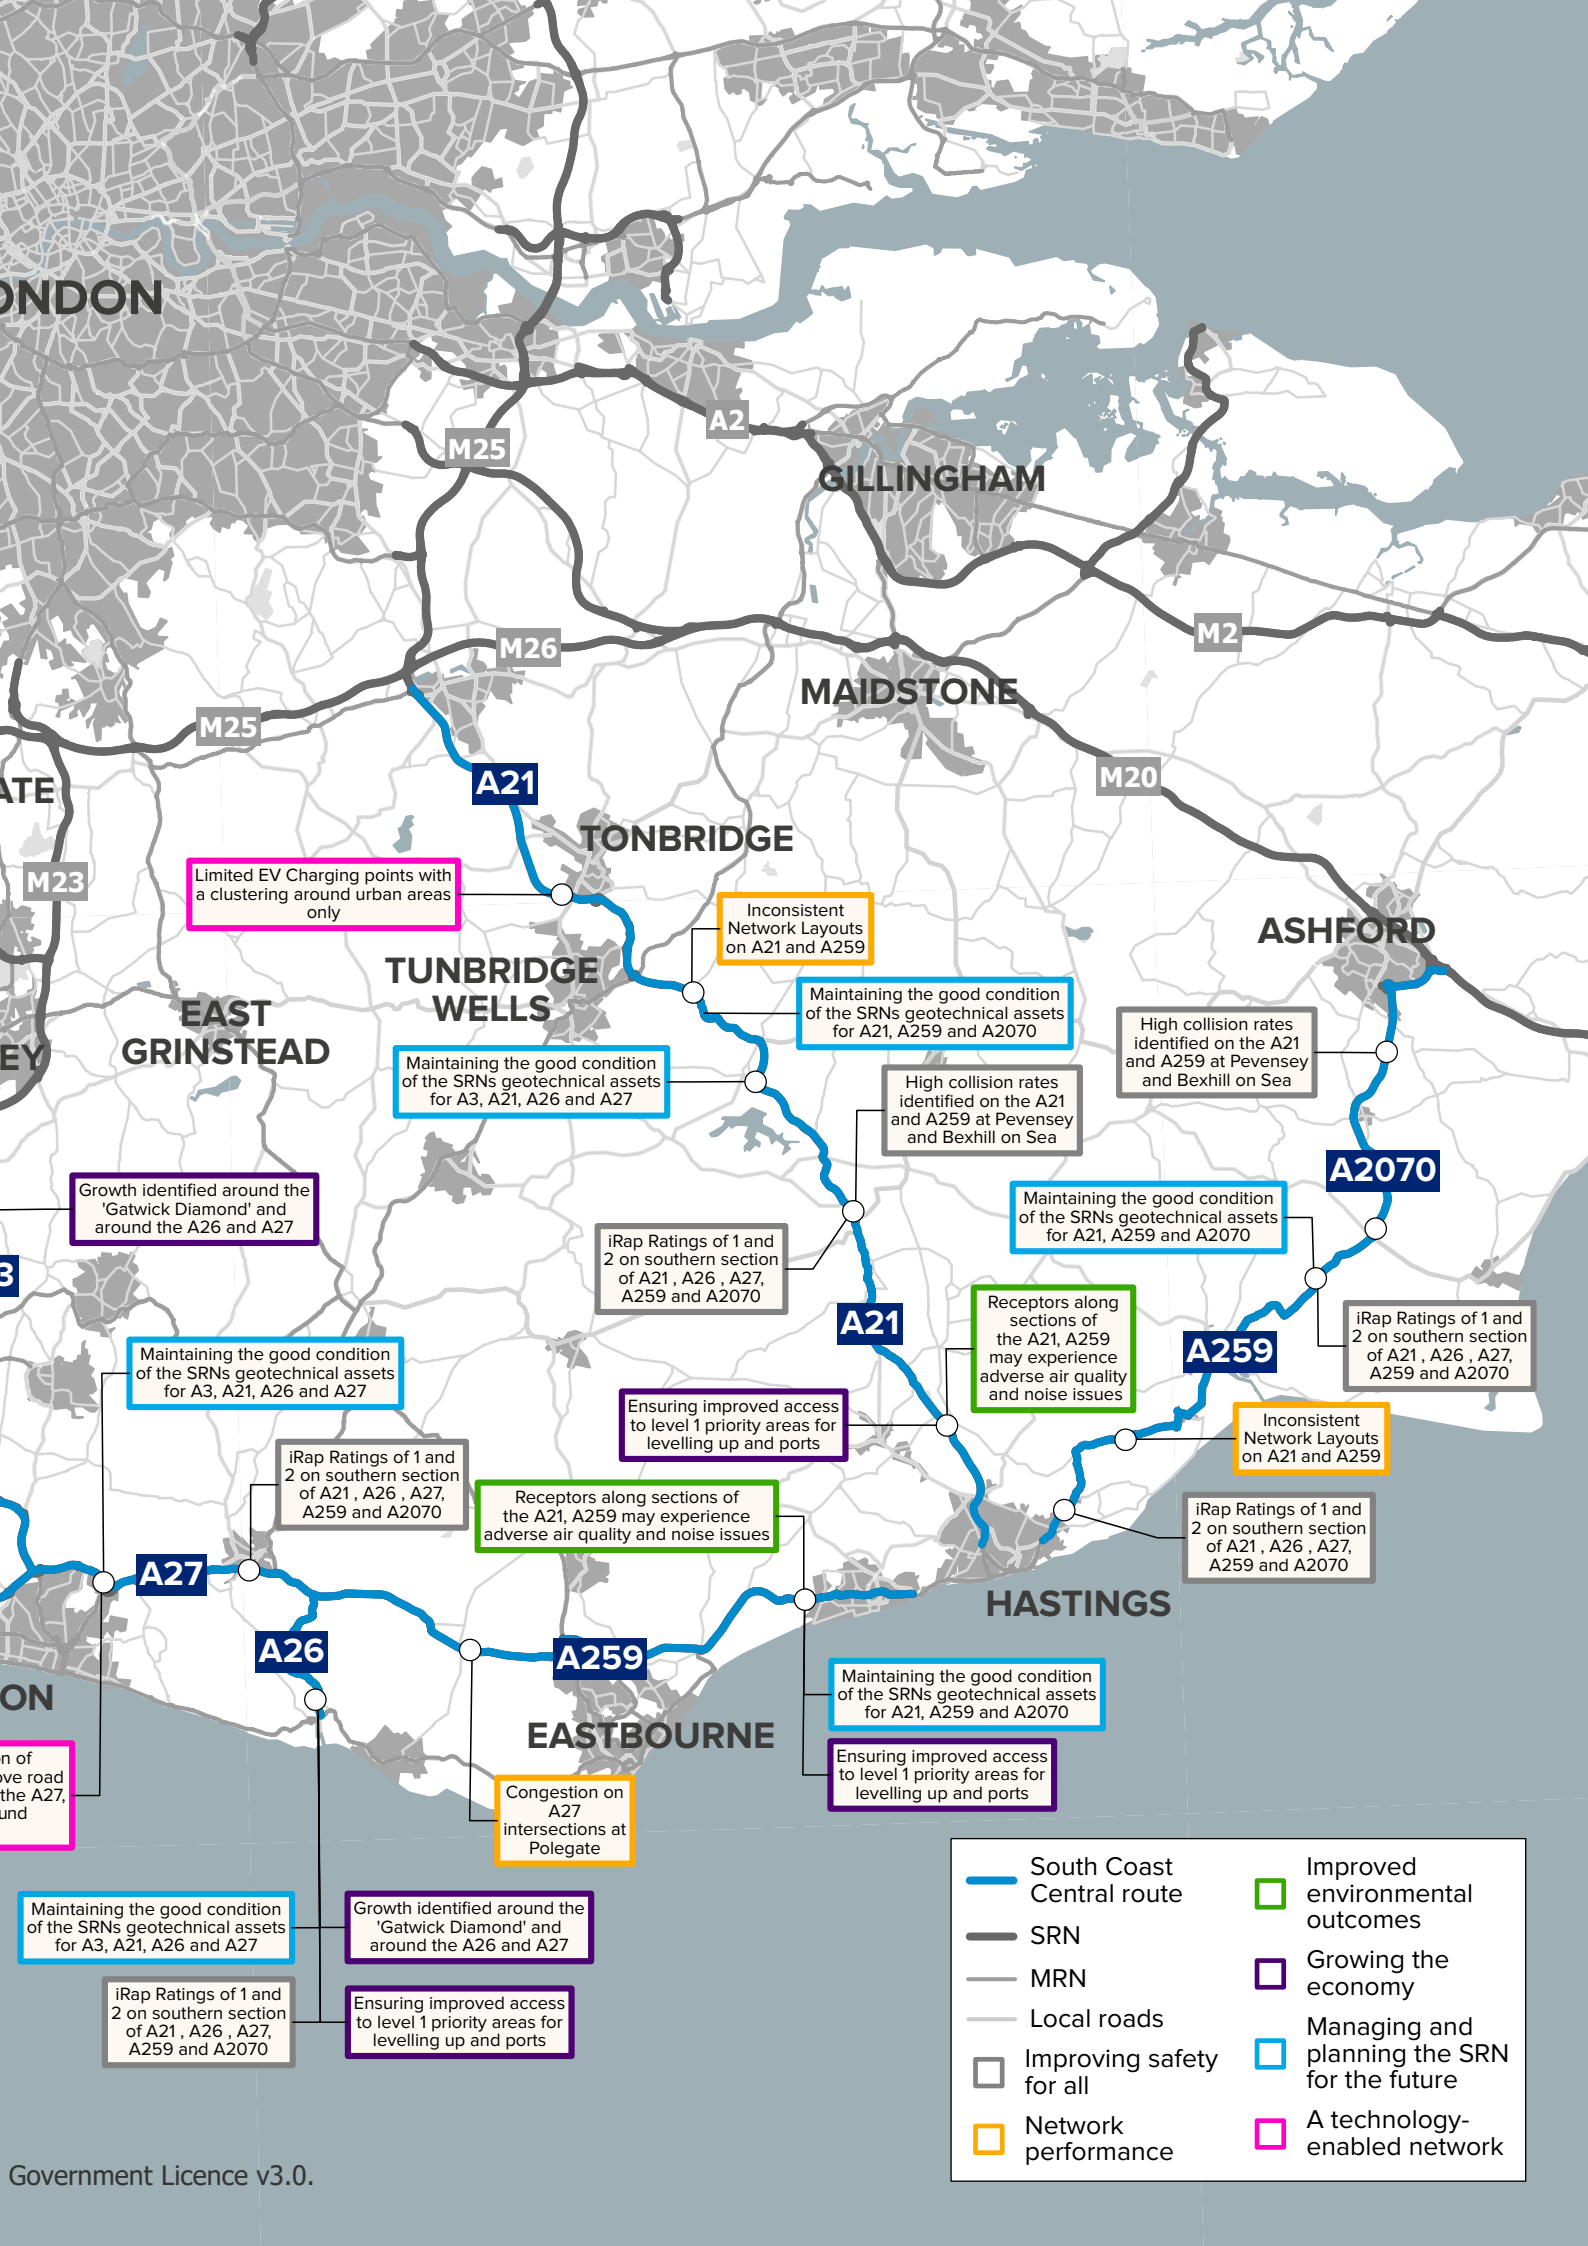 ONDON
M25
A2
GILLINGHAM
M26
M2
MAIDSTONE
M25
M20
A21
ATE
TONBRIDGE
M23
Limited EV Charging points with
a clustering around urban areas
only
Inconsistent
Network Layouts
on A21 and A259
ASHFORD
TUNBRIDGE
WELLS
Maintaining the good condition
of the SRNs geotechnical assets
for A21, A259 and A2070
EAST
GRINSTEAD
EY
High collision rates
identified on the A21
and A259 at Pevensey
and Bexhill on Sea
Maintaining the good condition
of the SRNs geotechnical assets
for A3, A21, A26 and A27
High collision rates
identified on the A21
and A259 at Pevensey
and Bexhill on Sea
A2070
Growth identified around the
'Gatwick Diamond' and
around the A26 and A27
Maintaining the good condition
of the SRNs geotechnical assets
for A21, A259 and A2070
iRap Ratings of 1 and
2 on southern section
of A21 , A26 , A27,
A259 and A2070
3
A21
Receptors along
sections of
the A21, A259
may experience
adverse air quality
and noise issues
A259
iRap Ratings of 1 and
2 on southern section
of A21 , A26 , A27,
A259 and A2070
Maintaining the good condition
of the SRNs geotechnical assets
for A3, A21, A26 and A27
Ensuring improved access
to level 1 priority areas for
levelling up and ports
Inconsistent
Network Layouts
on A21 and A259
iRap Ratings of 1 and
2 on southern section
of A21 , A26 , A27,
A259 and A2070
Receptors along sections of
the A21, A259 may experience
adverse air quality and noise issues
iRap Ratings of 1 and
2 on southern section
of A21 , A26 , A27,
A259 and A2070
A27
HASTINGS
A26
A259
ON
Maintaining the good condition
of the SRNs geotechnical assets
for A21, A259 and A2070
EASTBOURNE
n of
ove road
the A27,
und
Ensuring improved access
to level 1 priority areas for
levelling up and ports
Congestion on
A27
intersections at
Polegate
Maintaining the good condition
of the SRNs geotechnical assets
for A3, A21, A26 and A27
Growth identified around the
'Gatwick Diamond' and
around the A26 and A27
iRap Ratings of 1 and
2 on southern section
of A21 , A26 , A27,
A259 and A2070
Ensuring improved access
to level 1 priority areas for
levelling up and ports
South Coast
Central route
SRN
MRN
Local roads
Improving safety
for all
Network
performance
Improved
environmental
outcomes
Growing the
economy
Managing and
planning the SRN
for the future
A technology-
enabled network
Government Licence v3.0.